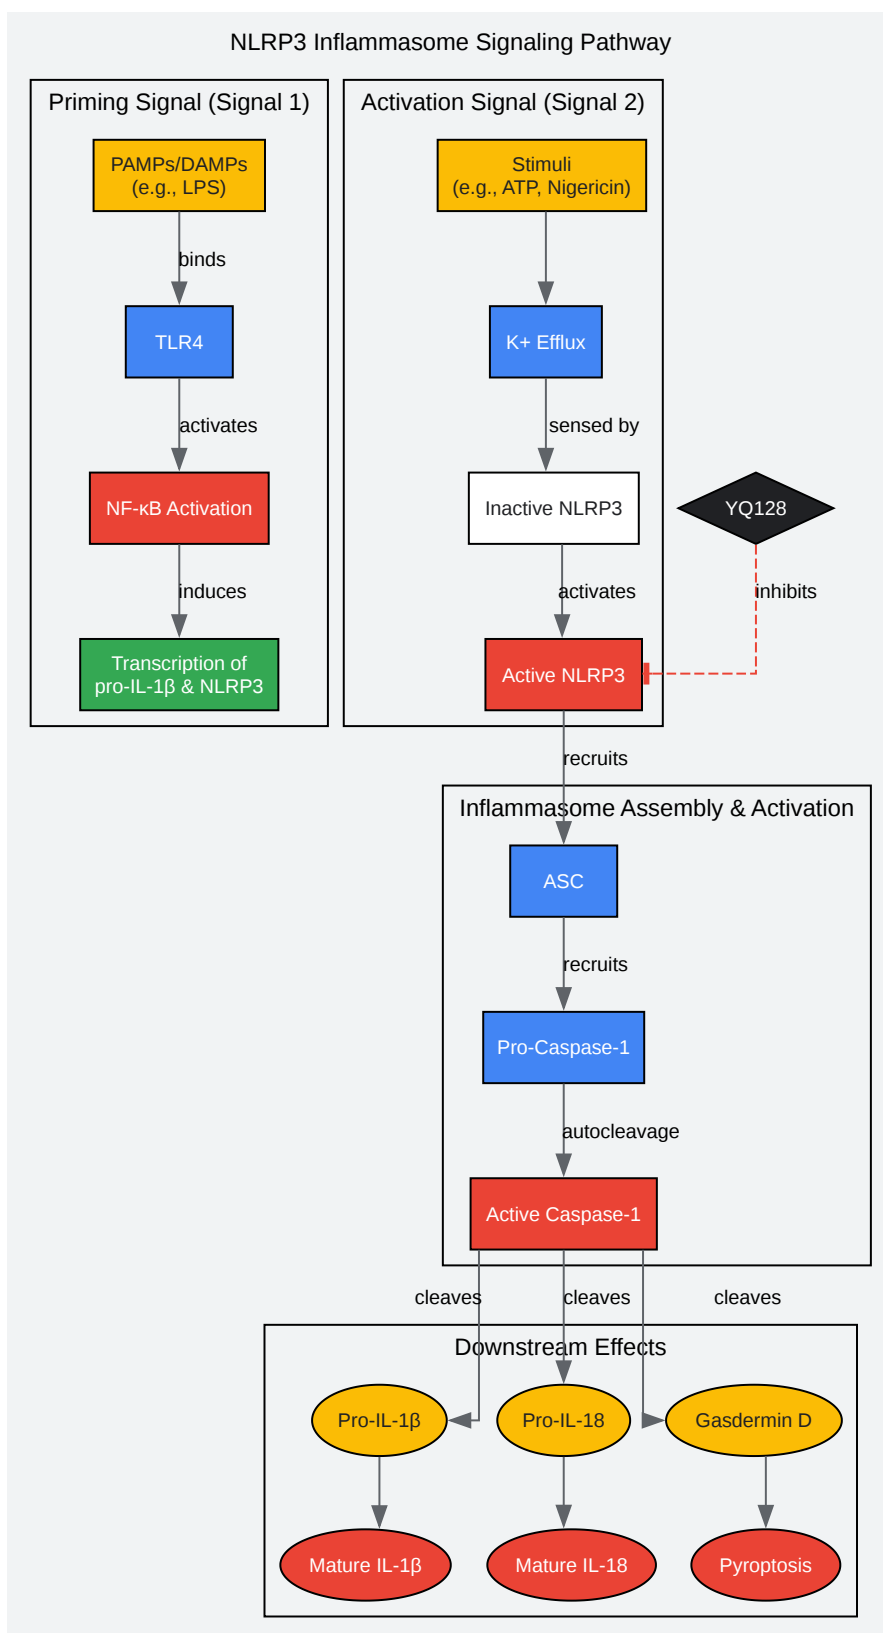 NLRP3 Inflammasome Signaling Pathway
Priming Signal (Signal 1)
PAMPs/DAMPs
(e.g., LPS)
binds
TLR4
activates
NF-κB Activation
induces
Transcription of
pro-IL-1β & NLRP3
Activation Signal (Signal 2)
Stimuli
(e.g., ATP, Nigericin)
K+ Efflux
sensed by
Inactive NLRP3
activates
Active NLRP3
YQ128
inhibits
recruits
Inflammasome Assembly & Activation
ASC
recruits
Pro-Caspase-1
autocleavage
Active Caspase-1
cleaves
cleaves
cleaves
Downstream Effects
Pro-IL-1β
Pro-IL-18
Gasdermin D
Mature IL-1β
Mature IL-18
Pyroptosis